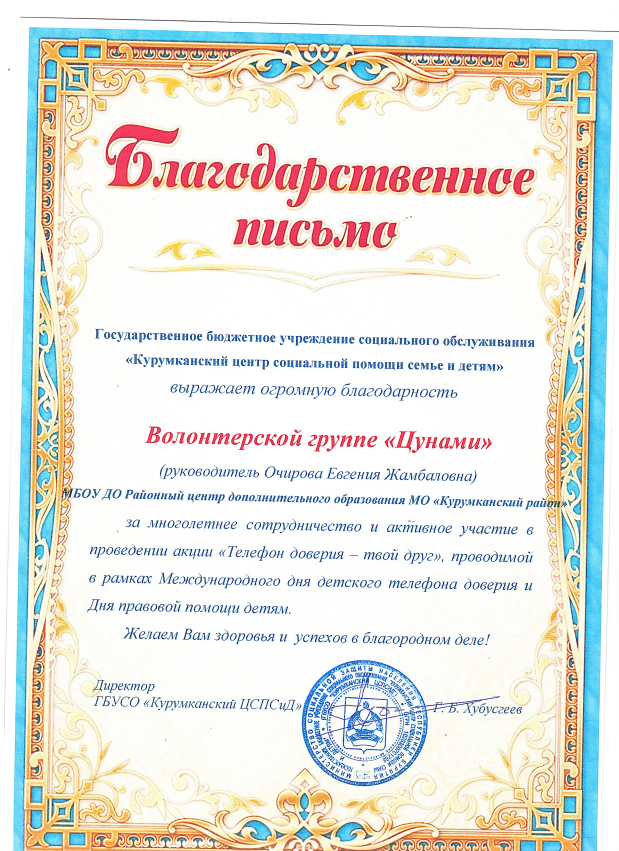 Благодарственное
письмо
Государственное бюджетное учреждение социального обслуживания
«Курумканский центр социальной помощи семье и детям»
выражает огромную благодарность
Волонтерской группе «Цунами»
(руководитель Очирова Евгения Жамбаловна)
МБОУ ДО Районный центр дополнительного образования МО «Курумканский район»
за многолетнее сотрудничество и активное участие в
проведении акции «Телефон доверия – твой друг», проводимой
в рамках Международного дня детского телефона доверия и
Дня правовой помощи детям.
Желаем Вам здоровья и успехов в благородном деле!
Директор
ГБУСО «Курумканский ЦСПСиД»
Г. Б. Хубусгеев